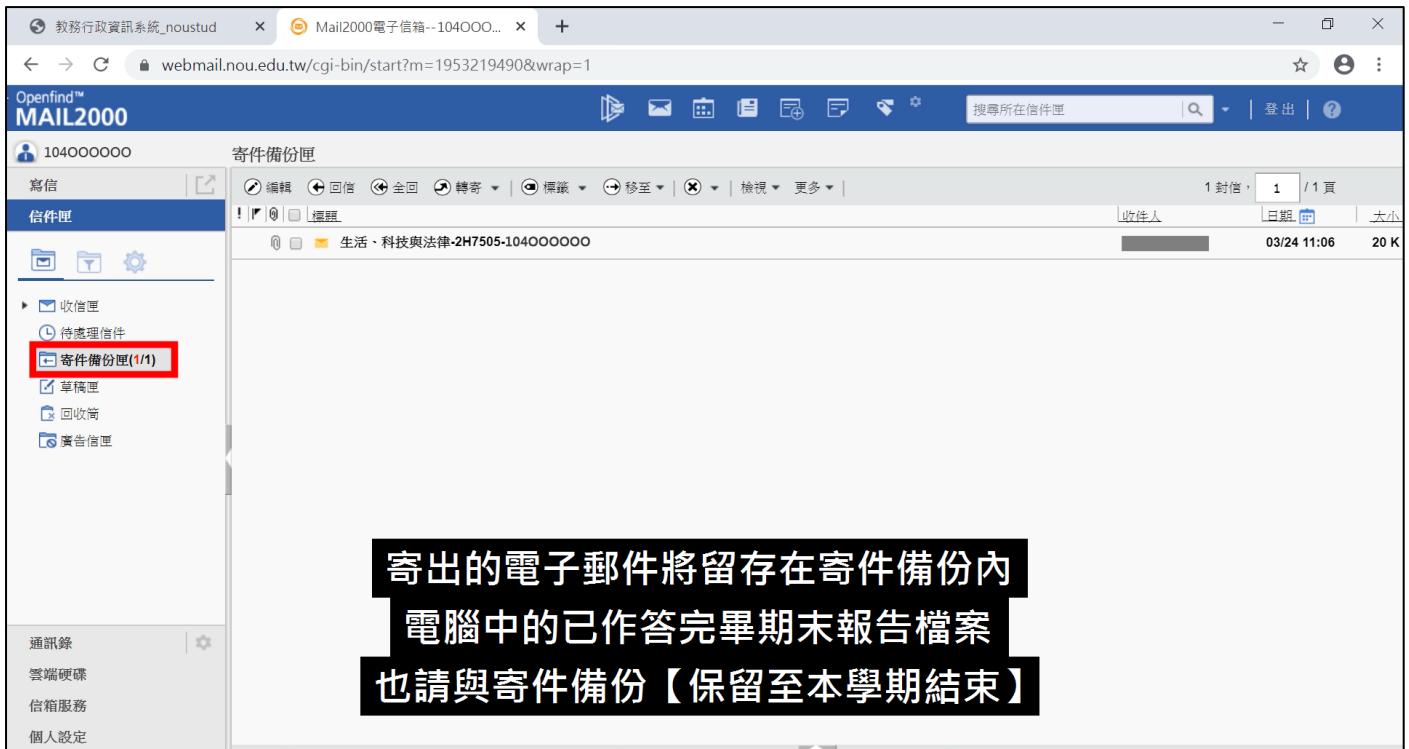 教務行政資訊系統_noustud
Mail2000電子信箱--104OOO...
webmail.nou.edu.tw/cgi-bin/start?m=1953219490&wrap=1
Openfind™
MAIL2000
搜尋所在信件匣
登出
104OOOOOO
寄件備份匣
寫信
編輯 回信 全回 轉寄 標籤 移至 檢視 更多
1 封信， 1 / 1 頁
信件匣
! 標題 收件人 日期 大小
生活、科技與法律-2H7505-104OOOOOO 03/24 11:06 20 K
收信匣
待處理信件
寄件備份匣(1/1)
草稿匣
回收筒
廣告信匣
寄出的電子郵件將留存在寄件備份內
電腦中的已作答完畢期末報告檔案
也請與寄件備份【保留至本學期結束】
通訊錄
雲端硬碟
信箱服務
個人設定